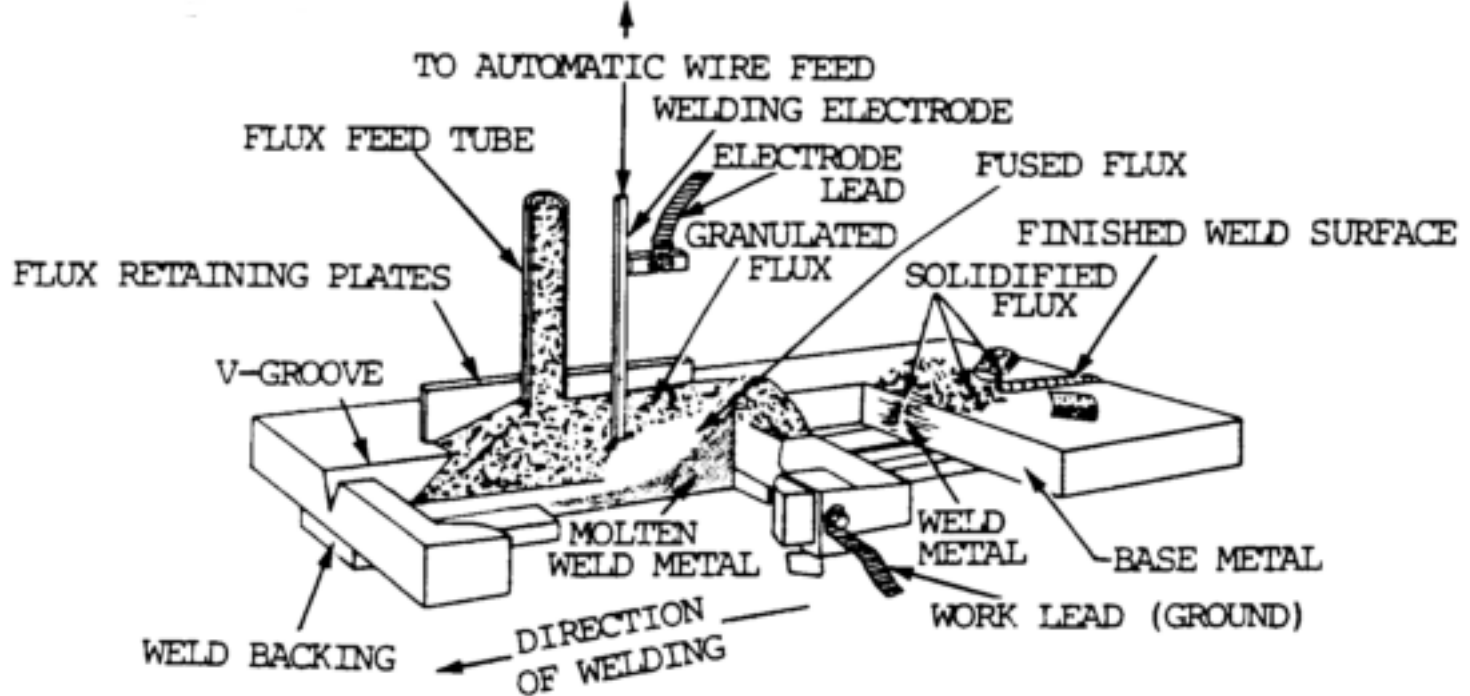 TO AUTOMATIC WIRE FEED
WELDING ELECTRODE
FLUX FEED TUBE
ELECTRODE
LEAD
FUSED FLUX
GRANULATED
FLUX
FINISHED WELD SURFACE
FLUX RETAINING PLATES
SOLIDIFIED
FLUX
V-GROOVE
MOLTEN
WELD METAL
WELD
METAL
BASE METAL
WORK LEAD (GROUND)
WELD BACKING
DIRECTION
OF WELDING